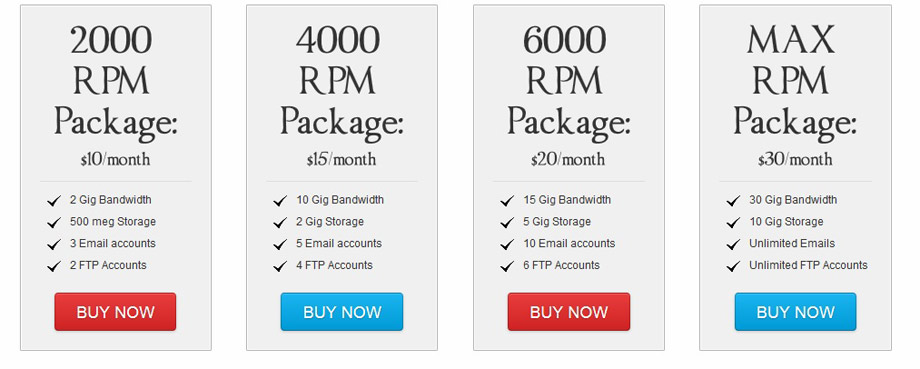 2000
RPM
Package:
$10/month
2 Gig Bandwidth
500 meg Storage
3 Email accounts
2 FTP Accounts
BUY NOW
4000
RPM
Package:
$15/month
10 Gig Bandwidth
2 Gig Storage
5 Email accounts
4 FTP Accounts
BUY NOW
6000
RPM
Package:
$20/month
15 Gig Bandwidth
5 Gig Storage
10 Email accounts
6 FTP Accounts
BUY NOW
MAX
RPM
Package:
$30/month
30 Gig Bandwidth
10 Gig Storage
Unlimited Emails
Unlimited FTP Accounts
BUY NOW